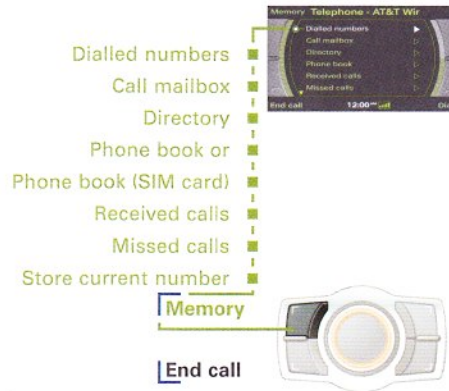 Memory Telephone - AT&T Wir
Dialled numbers
Call mailbox
Directory
Phone book
Received calls
Missed calls
End call 12:00
Dialled numbers
Call mailbox
Directory
Phone book or
Phone book (SIM card)
Received calls
Missed calls
Store current number
Memory
End call